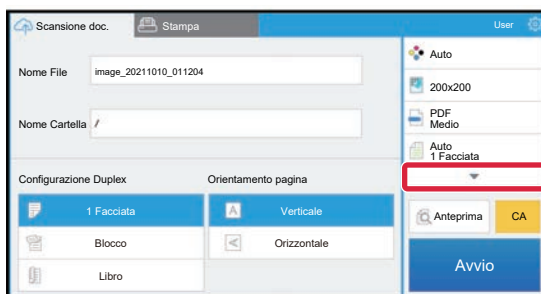 Scansione doc.
Stampa
User
Nome File
image_20211010_011204
Nome Cartella
/
Configurazione Duplex
Orientamento pagina
1 Facciata
Verticale
Blocco
Orizzontale
Libro
Auto
200x200
PDF
Medio
Auto
1 Facciata
Anteprima
CA
Avvio